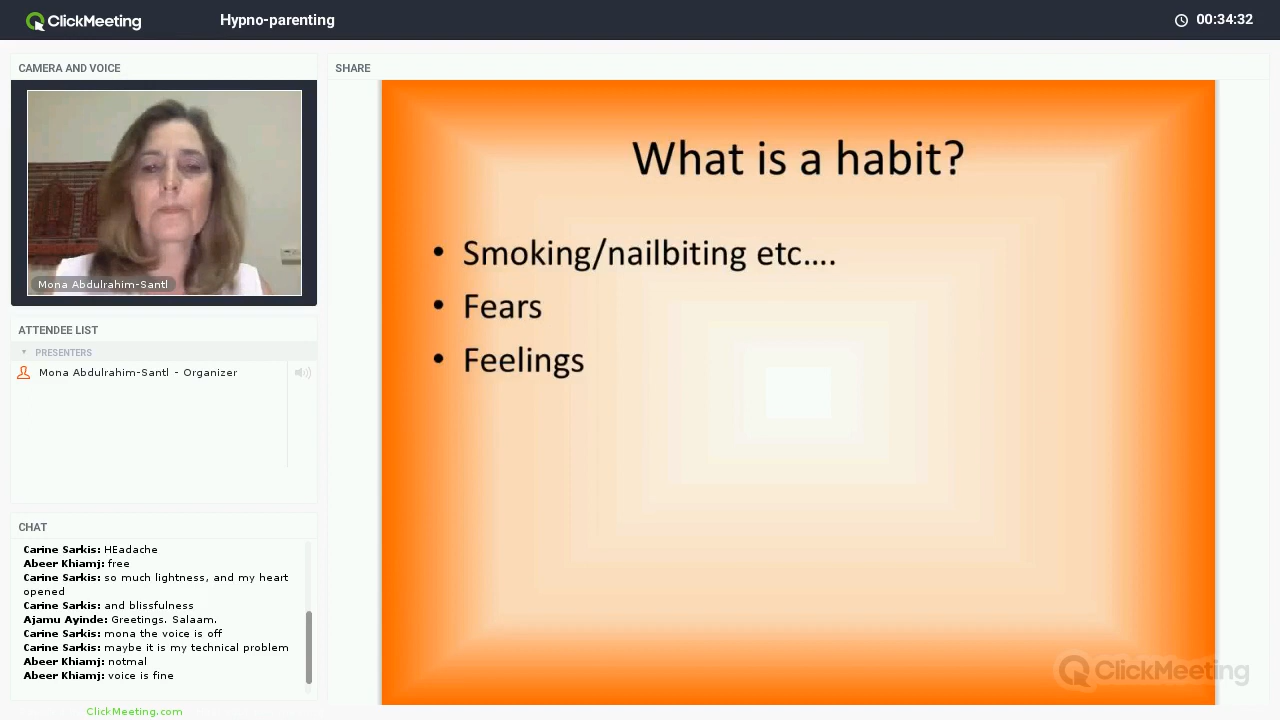 ClickMeeting
Hypno-parenting
00:34:32
CAMERA AND VOICE
Mona Abdulrahim-Santl
ATTENDEE LIST
PRESENTERS
Mona Abdulrahim-Santl - Organizer
CHAT
Carine Sarkis: HEadache
Abeer Khiamj: free
Carine Sarkis: so much lightness, and my heart
opened
Carine Sarkis: and blissfulness
Ajamu Ayinde: Greetings. Salaam.
Carine Sarkis: mona the voice is off
Carine Sarkis: maybe it is my technical problem
Abeer Khiamj: notmal
Abeer Khiamj: voice is fine
ClickMeeting.com
SHARE
What is a habit?
• Smoking/nailbiting etc....
• Fears
• Feelings
ClickMeeting